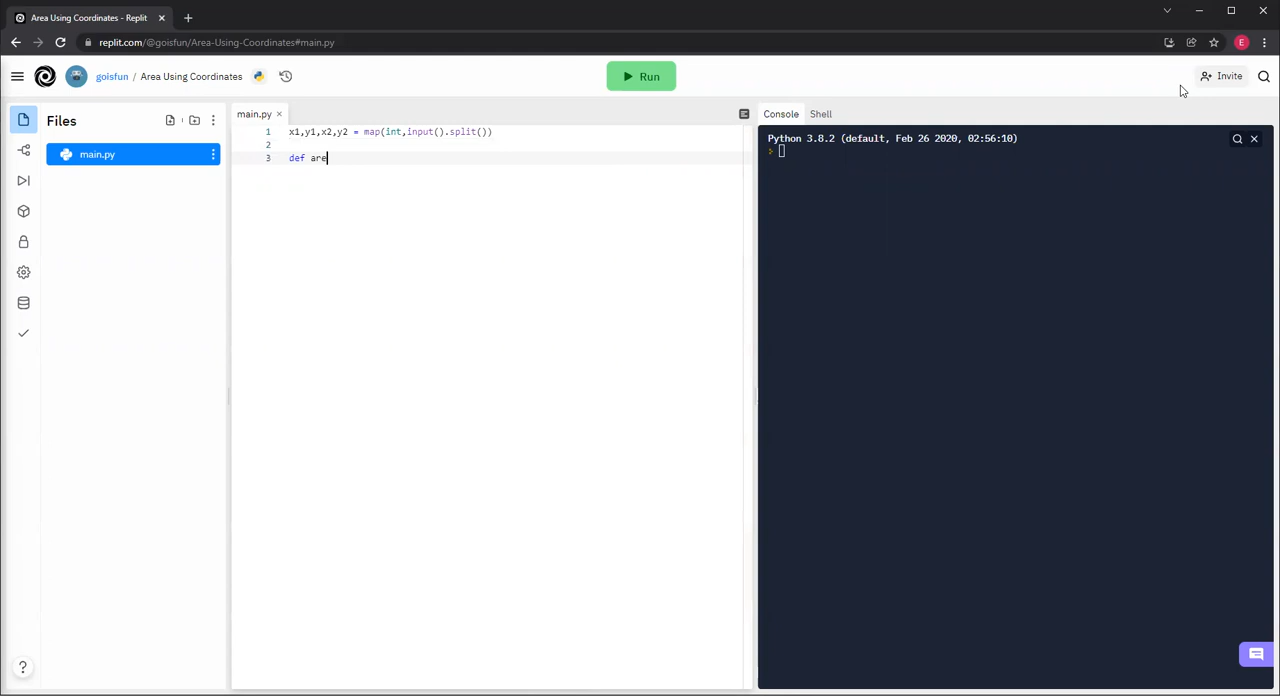 Area Using Coordinates - Replit
replit.com/@goisfun/Area-Using-Coordinates#main.py
E
goisfun / Area Using Coordinates
Run
Invite
Files
main.py
main.py
1 x1,y1,x2,y2 = map(int,input().split())
2
3 def are
Console
Shell
Python 3.8.2 (default, Feb 26 2020, 02:56:10)
?